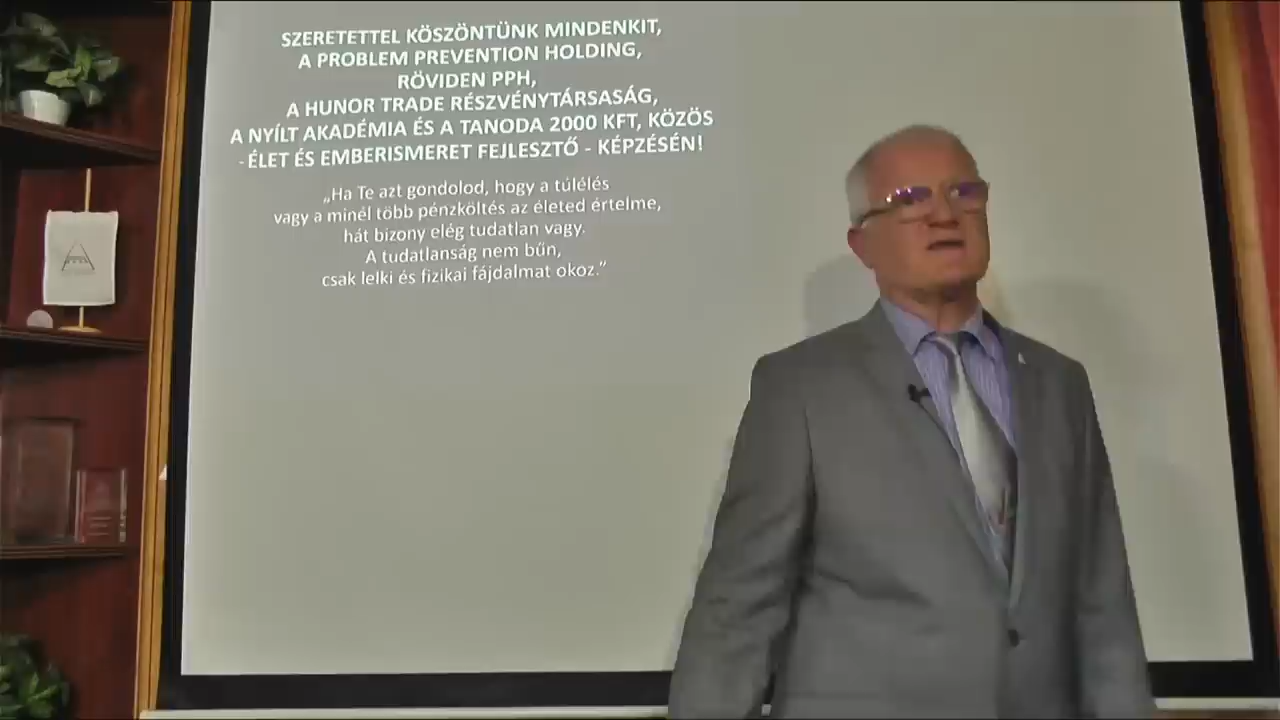 SZERETETTEL KÖSZÖNTÜNK MINDENKIT,
A PROBLEM PREVENTION HOLDING,
RÖVIDEN PPH,
A HUNOR TRADE RÉSZVÉNYTÁRSASÁG,
A NYÍLT AKADÉMIA ÉS A TANODA 2000 KFT, KÖZÖS
- ÉLET ÉS EMBERISMERET FEJLESZTŐ - KÉPZÉSÉN!
„Ha Te azt gondolod, hogy a túlélés
vagy a minél több pénzköltés az életed értelme,
hát bizony elég tudatlan vagy.
A tudatlanság nem bűn,
csak lelki és fizikai fájdalmat okoz.”